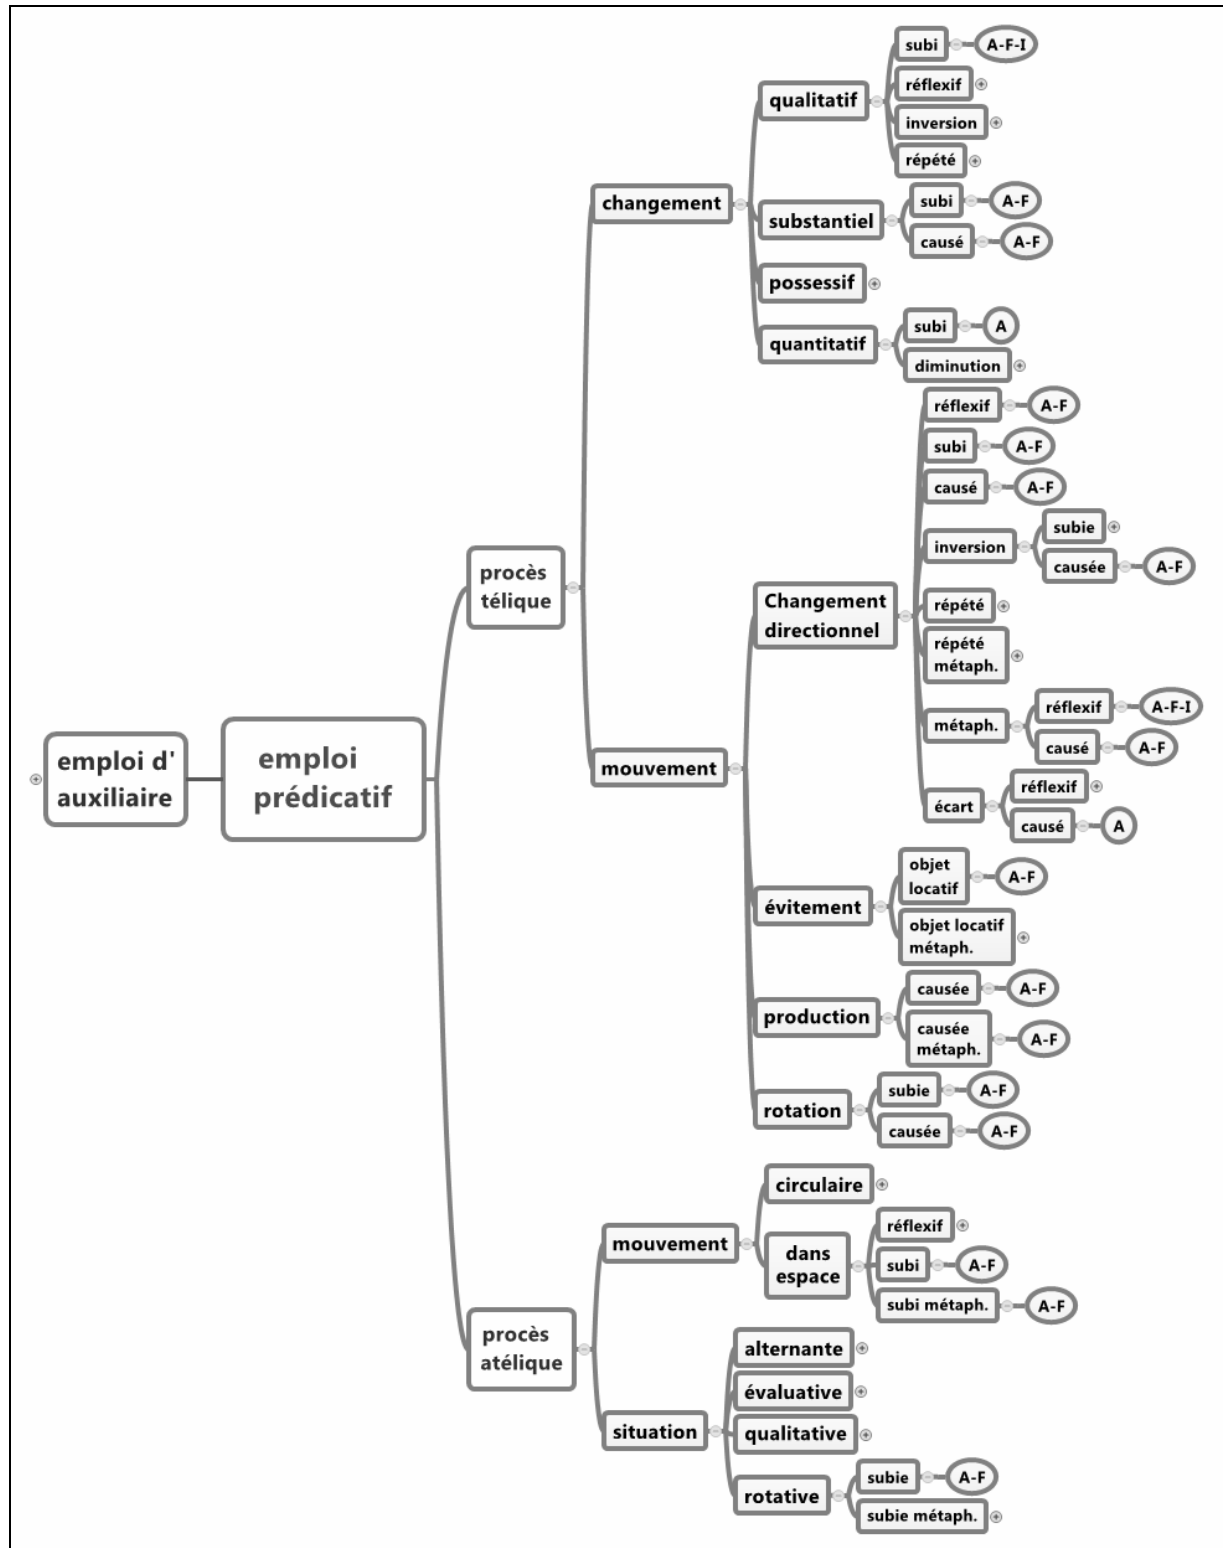 emploi d'
auxiliaire
emploi
prédicatif
procès
télique
changement
qualitatif
subi
A-F-I
réflexif
inversion
répété
substantiel
subi
A-F
causé
A-F
possessif
quantitatif
subi
A
diminution
mouvement
Changement
directionnel
réflexif
A-F
subi
A-F
causé
A-F
inversion
subie
causée
A-F
répété
répété
métaph.
métaph.
réflexif
A-F-I
causé
A-F
écart
réflexif
causé
A
évitement
objet
locatif
A-F
objet locatif
métaph.
production
causée
A-F
causée
métaph.
A-F
rotation
subie
A-F
causée
A-F
procès
atélique
mouvement
circulaire
dans
espace
réflexif
subi
A-F
subi métaph.
A-F
situation
alternante
évaluative
qualitative
rotative
subie
A-F
subie métaph.